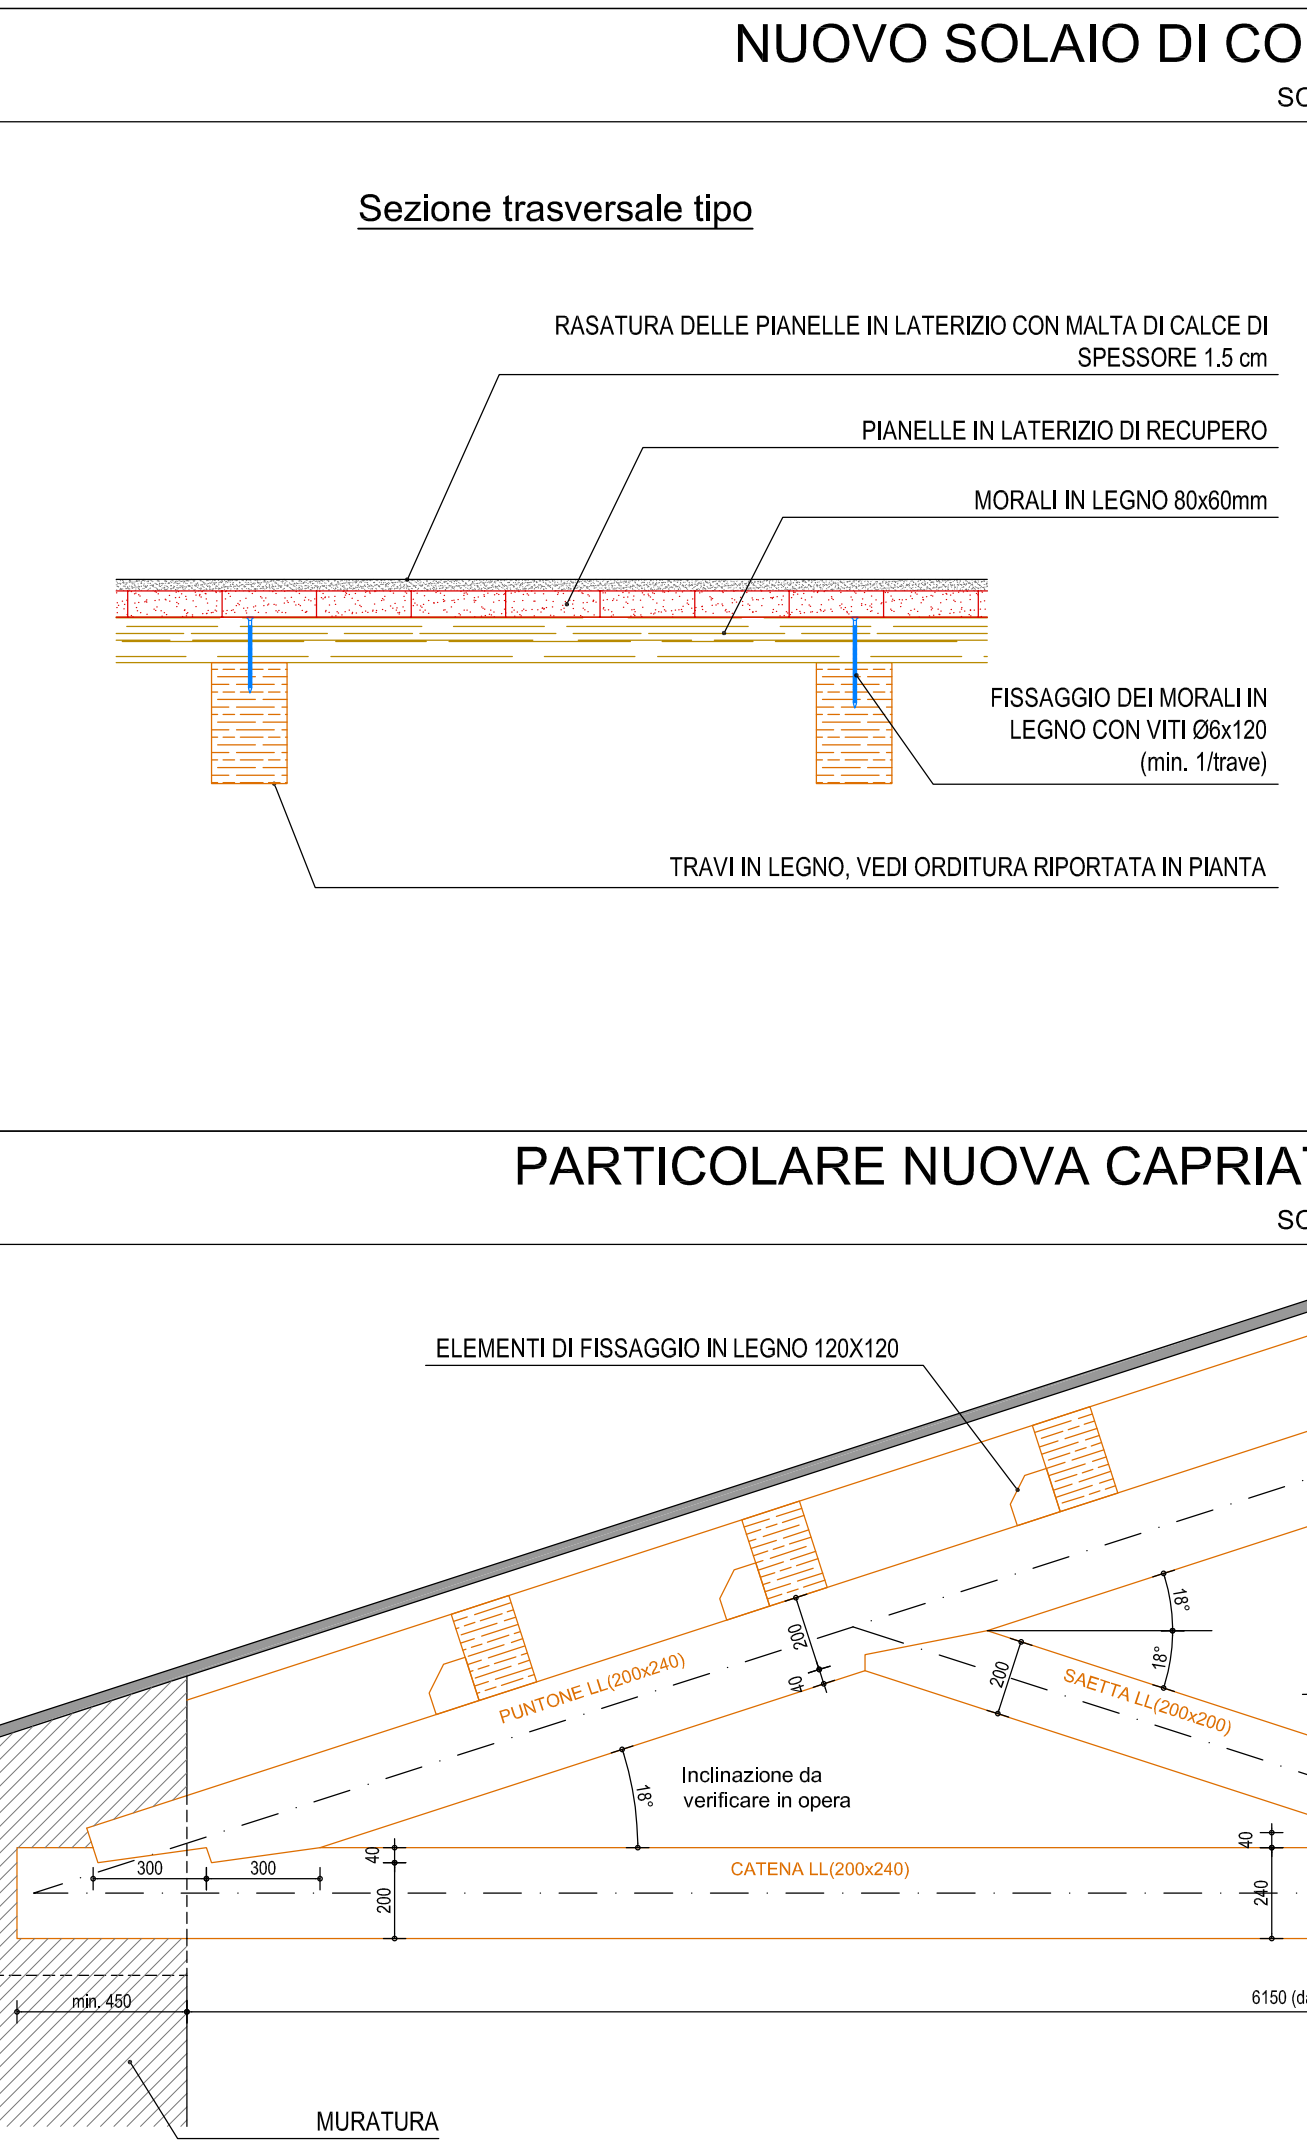 NUOVO SOLAIO DI CO
SC
Sezione trasversale tipo
RASATURA DELLE PIANELLE IN LATERIZIO CON MALTA DI CALCE DI
SPESSORE 1.5 cm
PIANELLE IN LATERIZIO DI RECUPERO
MORALI IN LEGNO 80x60mm
FISSAGGIO DEI MORALI IN
LEGNO CON VITI Ø6x120
(min. 1/trave)
TRAVI IN LEGNO, VEDI ORDITURA RIPORTATA IN PIANTA
PARTICOLARE NUOVA CAPRIAT
SC
ELEMENTI DI FISSAGGIO IN LEGNO 120X120
18°
18°
200
40
200
PUNTONE LL(200x240)
SAETTA LL(200x200)
18°
Inclinazione da
verificare in opera
300
300
40
200
CATENA LL(200x240)
40
240
min. 450
6150 (da
MURATURA